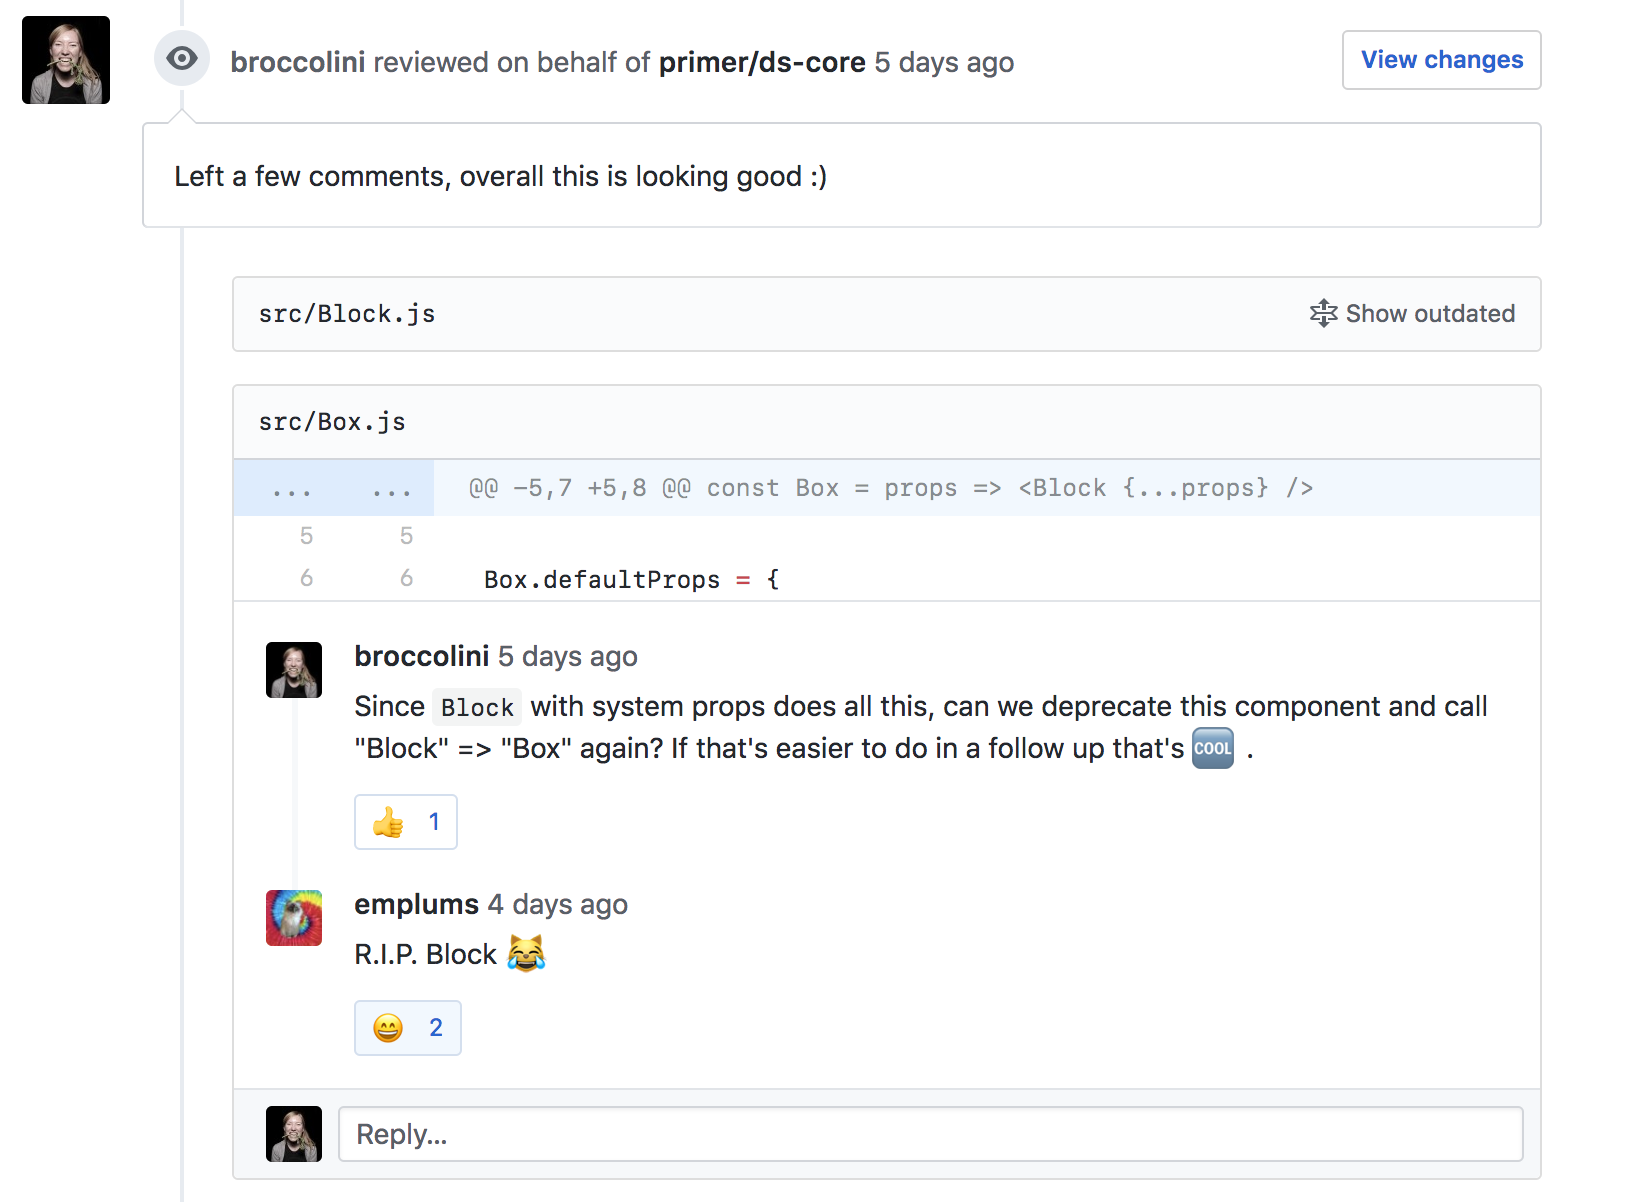 broccolini reviewed on behalf of primer/ds-core 5 days ago
View changes
Left a few comments, overall this is looking good :)
src/Block.js
Show outdated
src/Box.js
... ... @@ -5,7 +5,8 @@ const Box = props => <Block {...props} />
5 5
6 6 Box.defaultProps = {
broccolini 5 days ago
Since Block with system props does all this, can we deprecate this component and call
"Block" => "Box" again? If that's easier to do in a follow up that's COOL .
1
emplums 4 days ago
R.I.P. Block
2
Reply...